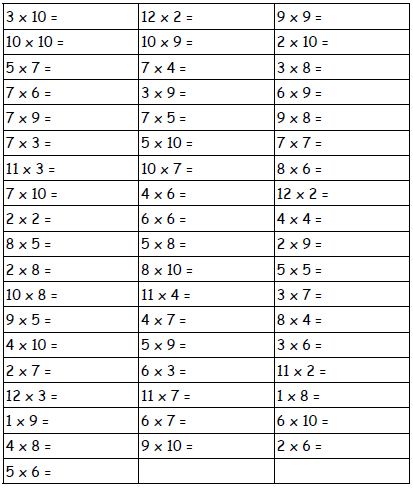 3 x 10 = 12 x 2 = 9 x 9 =
10 x 10 = 10 x 9 = 2 x 10 =
5 x 7 = 7 x 4 = 3 x 8 =
7 x 6 = 3 x 9 = 6 x 9 =
7 x 9 = 7 x 5 = 9 x 8 =
7 x 3 = 5 x 10 = 7 x 7 =
11 x 3 = 10 x 7 = 8 x 6 =
7 x 10 = 4 x 6 = 12 x 2 =
2 x 2 = 6 x 6 = 4 x 4 =
8 x 5 = 5 x 8 = 2 x 9 =
2 x 8 = 8 x 10 = 5 x 5 =
10 x 8 = 11 x 4 = 3 x 7 =
9 x 5 = 4 x 7 = 8 x 4 =
4 x 10 = 5 x 9 = 3 x 6 =
2 x 7 = 6 x 3 = 11 x 2 =
12 x 3 = 11 x 7 = 1 x 8 =
1 x 9 = 6 x 7 = 6 x 10 =
4 x 8 = 9 x 10 = 2 x 6 =
5 x 6 =